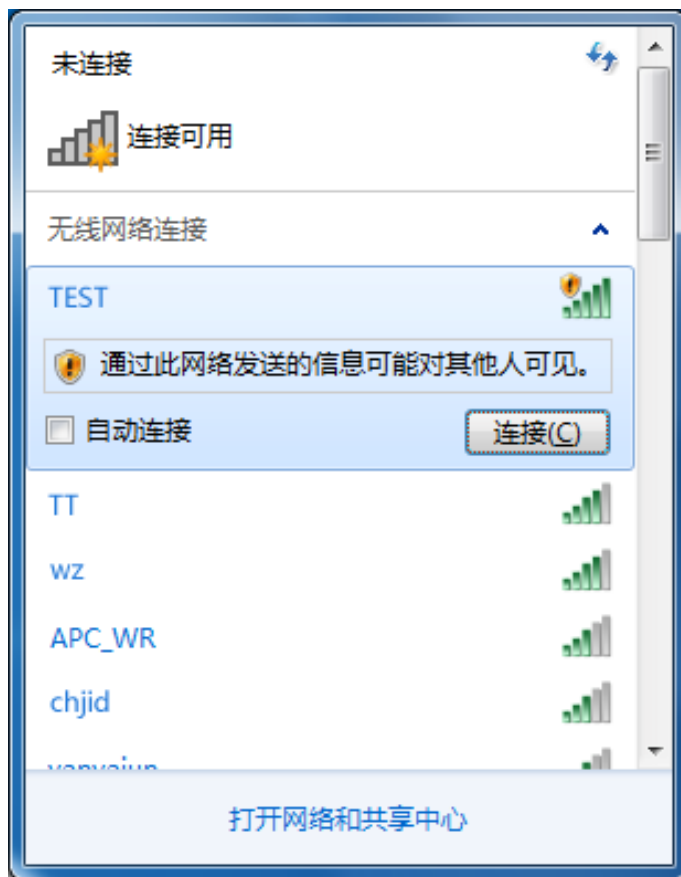 未连接
连接可用
无线网络连接
TEST
通过此网络发送的信息可能对其他人可见。
自动连接
连接(C)
TT
wz
APC_WR
chjid
打开网络和共享中心